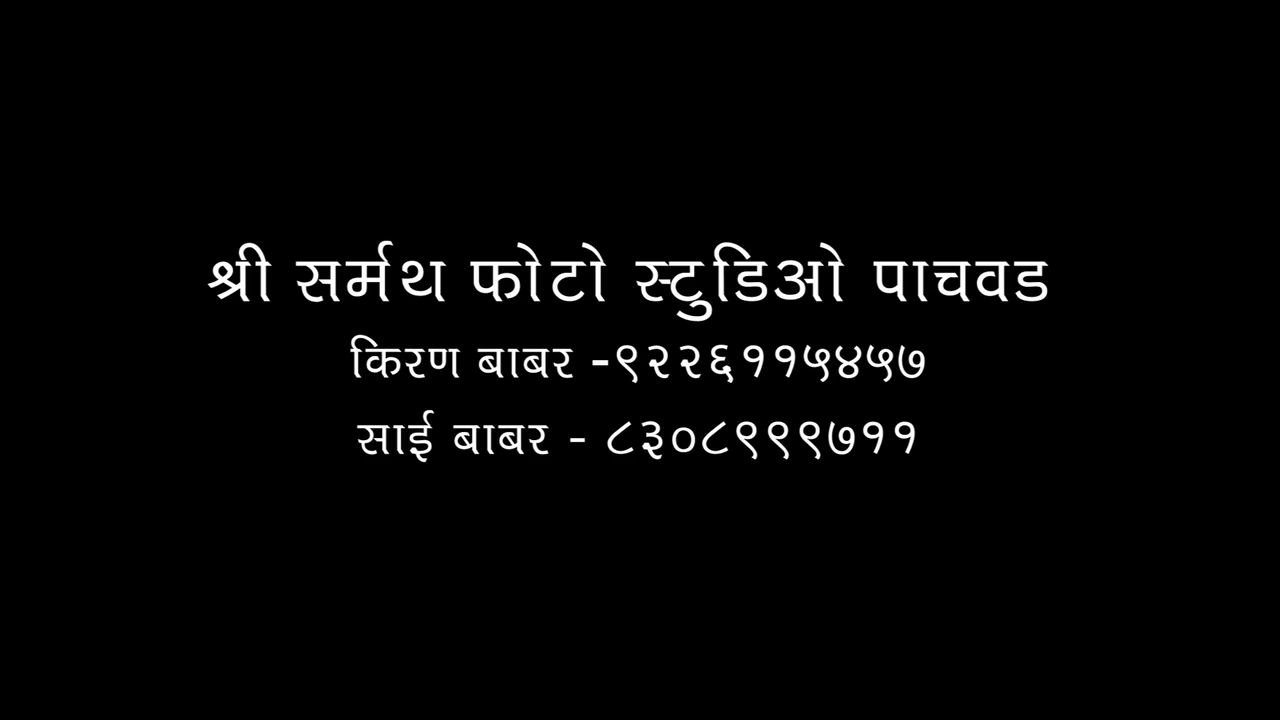 श्री सर्मथ फोटो स्टुडिओ पाचवड
किरण बाबर -९२२६११५४५७
साई बाबर - ८३०८९९९७११